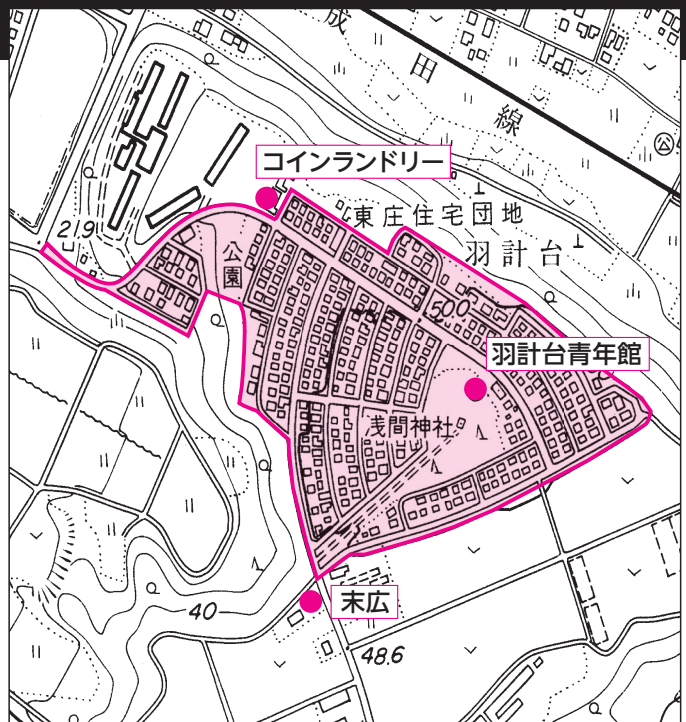 成田線
コインランドリー
東庄住宅団地
羽計台
219
公園
50.0
羽計台青年館
浅間神社
末広
40
48.6